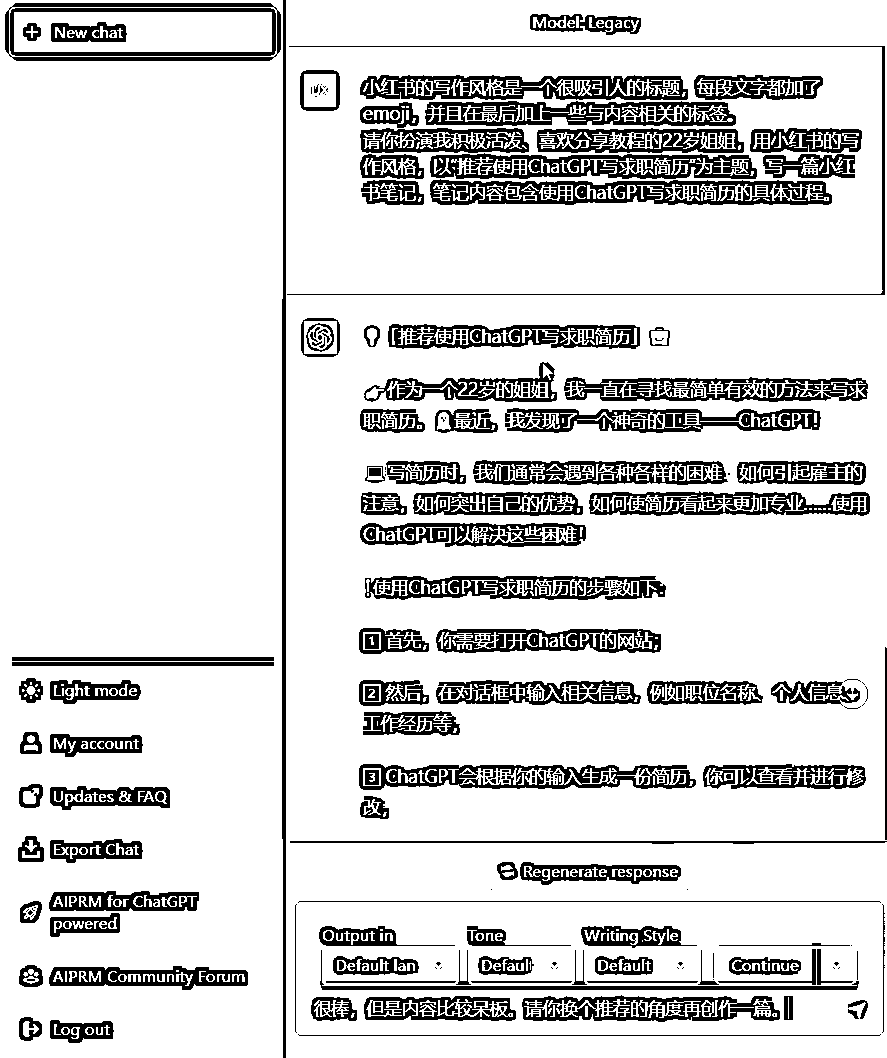 New chat
Model: Legacy
小红书的写作风格是一个很吸引人的标题，每段文字都加了
emoji，并且在最后加上一些与内容相关的标签。
请你扮演我积极活泼、喜欢分享教程的22岁姐姐，用小红书的写
作风格，以“推荐使用ChatGPT写求职简历”为主题，写一篇小红
书笔记，笔记内容包含使用ChatGPT写求职简历的具体过程。
💡【推荐使用ChatGPT写求职简历】
👉作为一个22岁的姐姐，我一直在寻找最简单有效的方法来写求
职简历。👻最近，我发现了一个神奇的工具——ChatGPT！
💻写简历时，我们通常会遇到各种各样的困难：如何引起雇主的
注意，如何突出自己的优势，如何使简历看起来更加专业……使用
ChatGPT可以解决这些困难！
❗使用ChatGPT写求职简历的步骤如下：
1️⃣首先，你需要打开ChatGPT的网站；
2️⃣然后，在对话框中输入相关信息，例如职位名称、个人信息、
工作经历等；
3️⃣ChatGPT会根据你的输入生成一份简历，你可以查看并进行修
改；
Light mode
My account
Updates & FAQ
Export Chat
AIPRM for ChatGPT
powered
AIPRM Community Forum
Log out
Regenerate response
Output in Tone Writing Style
Default lan Defaul Default Continue
很棒，但是内容比较呆板。请你换个推荐的角度再创作一篇。